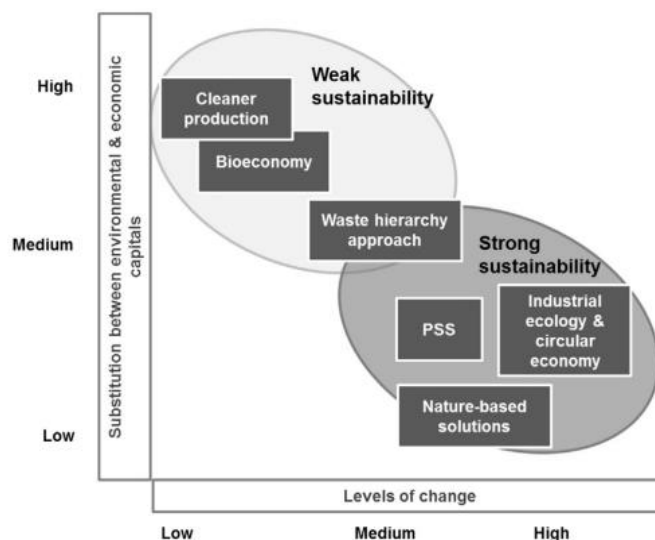 High
Medium
Low
Substitution between environmental & economic
capitals
Weak
sustainability
Cleaner
production
Bioeconomy
Waste hierarchy
approach
Strong
sustainability
PSS
Industrial
ecology &
circular
economy
Nature-based
solutions
Levels of change
Low
Medium
High